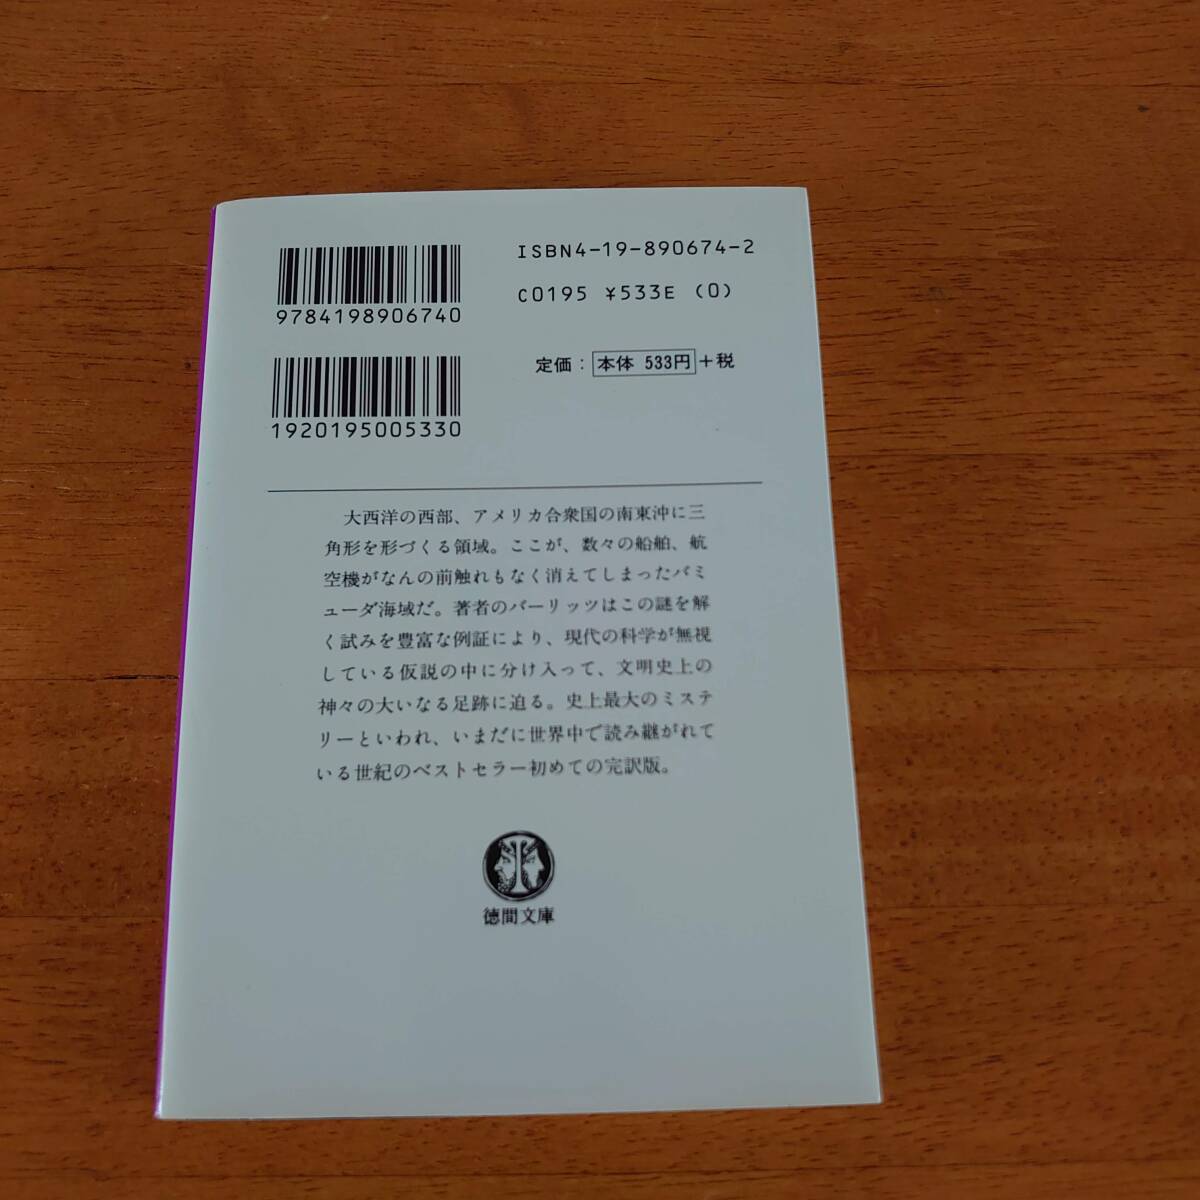 ISBN4-19-890674-2
C0195 ¥533E (0)
定価：本体 533円+税
9784198906740
1920195005330
大西洋の西部、アメリカ合衆国の南東沖に三
角形を形づくる領域。ここが、数々の船舶、航
空機がなんの前触れもなく消えてしまったバミ
ューダ海域だ。著者のバーリッツはこの謎を解
く試みを豊富な例証により、現代の科学が無視
している仮説の中に分け入って、文明史上の
神々の大いなる足跡に迫る。史上最大のミステ
リーといわれ、いまだに世界中で読み継がれて
いる世紀のベストセラー初めての完訳版。
徳間文庫